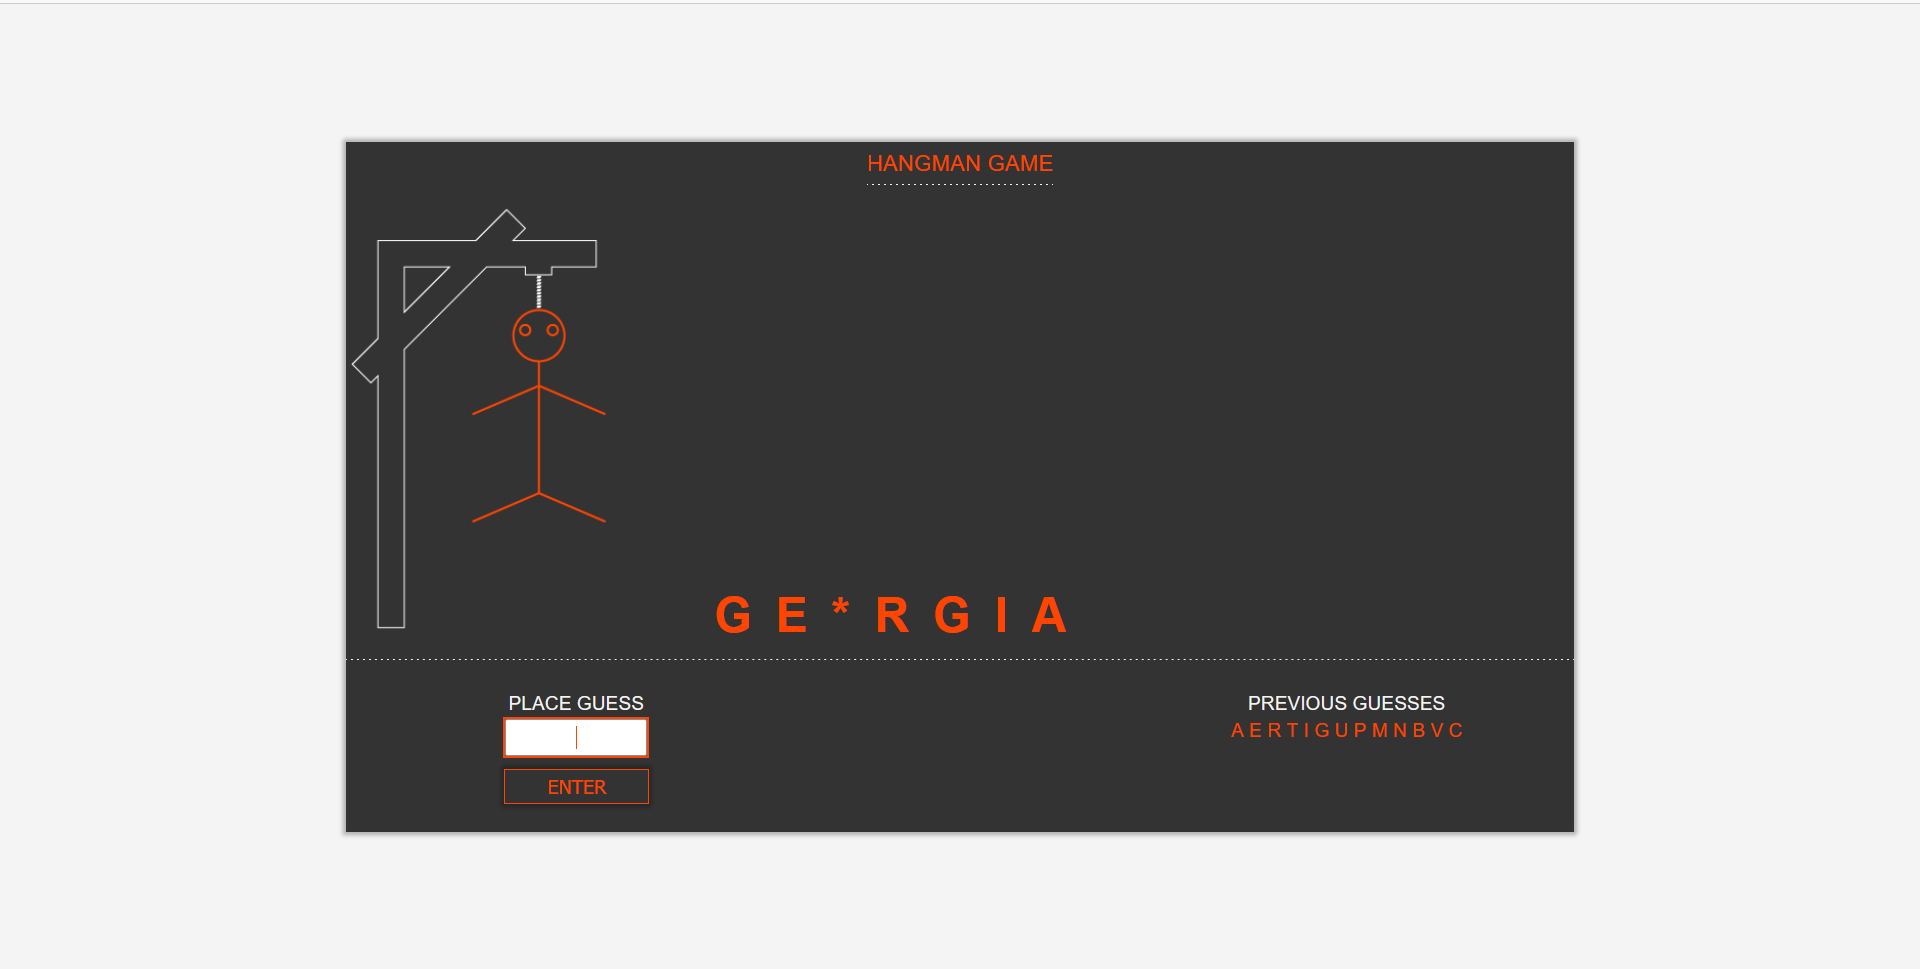 HANGMAN GAME
G E * R G I A
PLACE GUESS
ENTER
PREVIOUS GUESSES
A E R T I G U P M N B V C